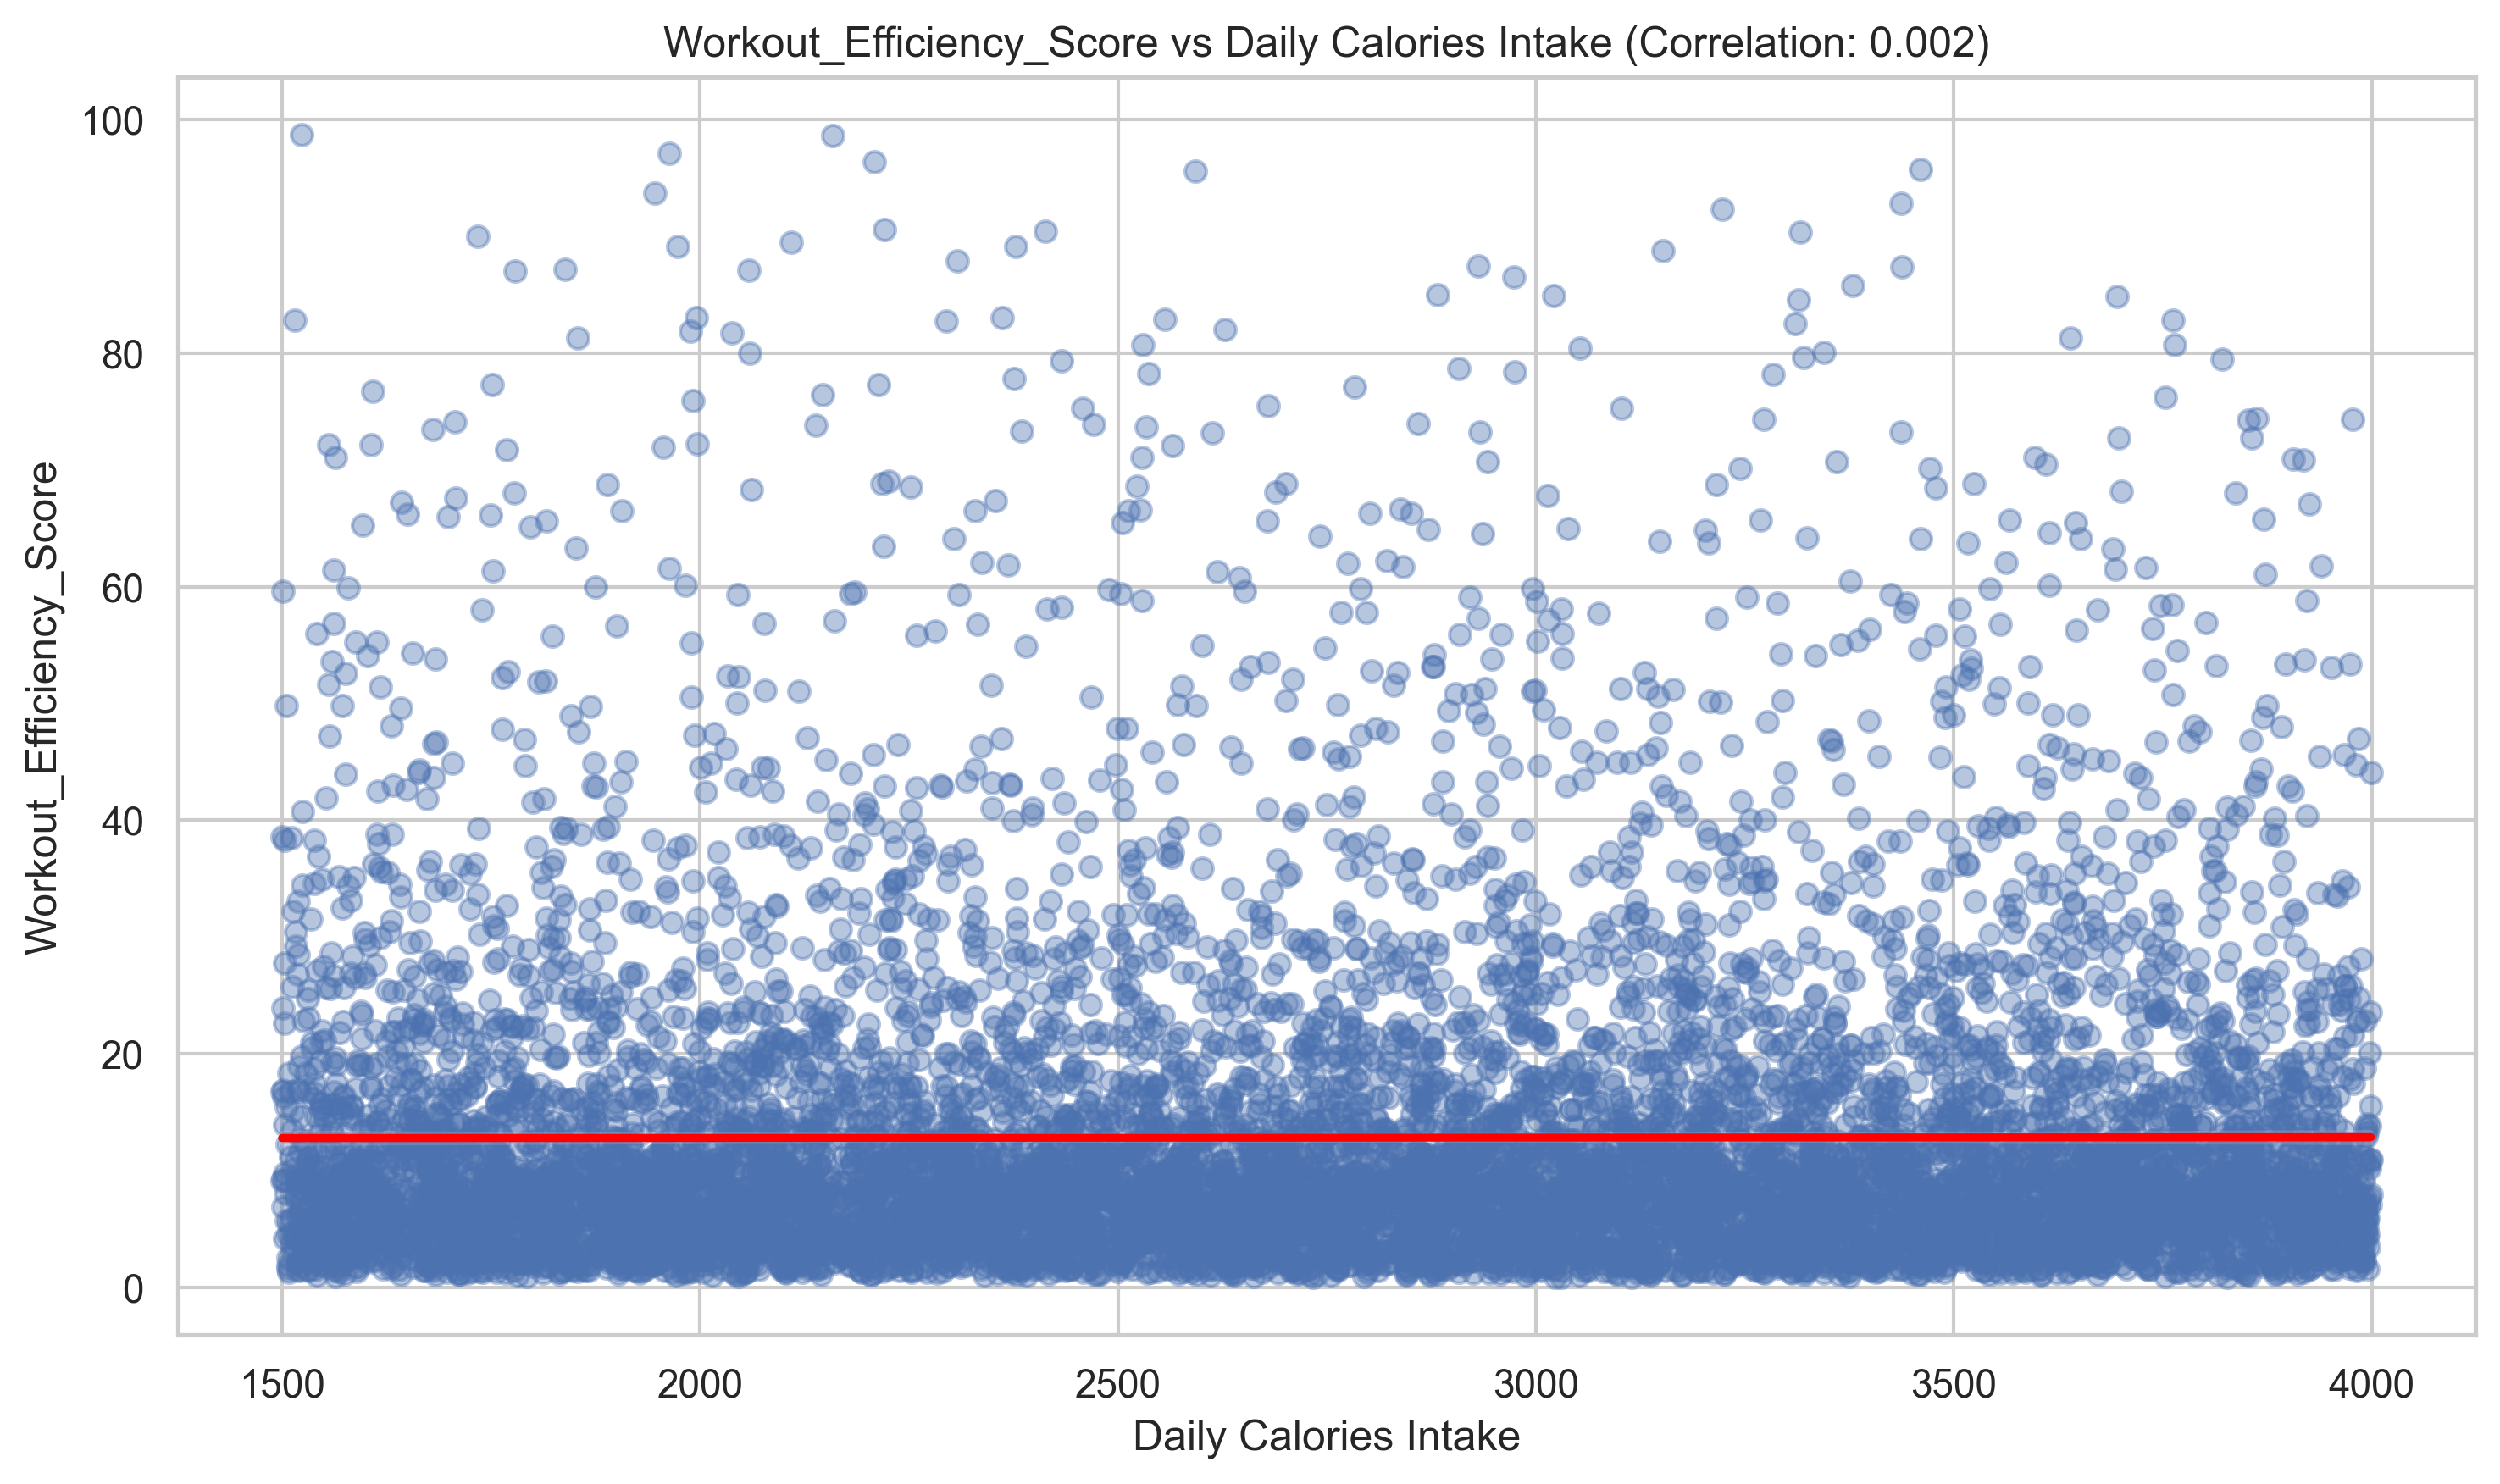 Workout_Efficiency_Score vs Daily Calories Intake (Correlation: 0.002)
100
80
60
40
20
0
Workout_Efficiency_Score
1500 2000 2500 3000 3500 4000
Daily Calories Intake